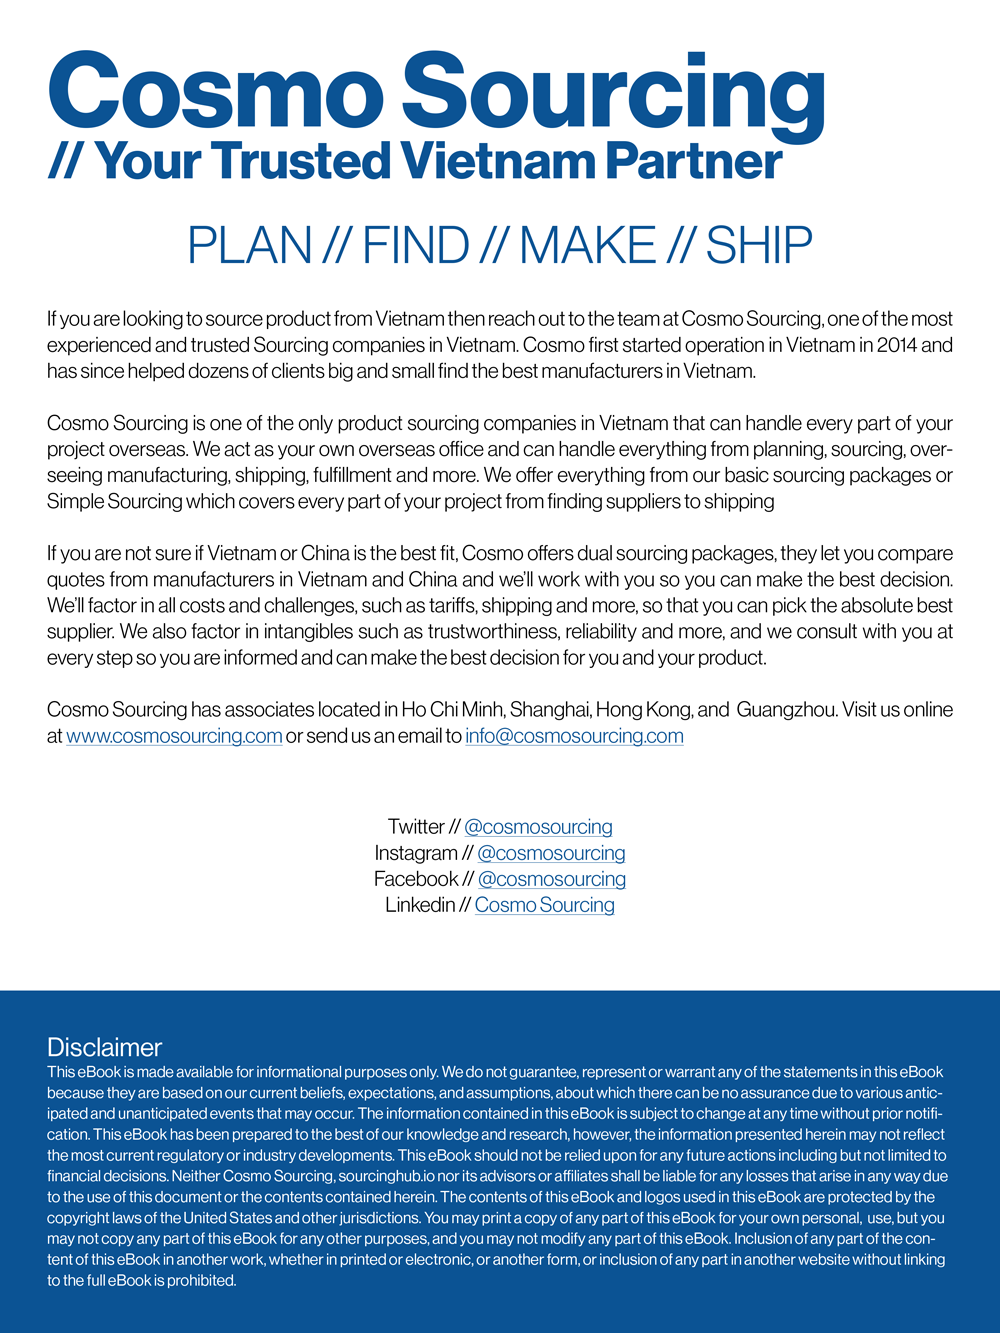 Cosmo Sourcing
// Your Trusted Vietnam Partner
PLAN // FIND // MAKE // SHIP
If you are looking to source product from Vietnam then reach out to the team at Cosmo Sourcing, one of the most
experienced and trusted Sourcing companies in Vietnam. Cosmo first started operation in Vietnam in 2014 and
has since helped dozens of clients big and small find the best manufacturers in Vietnam.
Cosmo Sourcing is one of the only product sourcing companies in Vietnam that can handle every part of your
project overseas. We act as your own overseas office and can handle everything from planning, sourcing, over-
seeing manufacturing, shipping, fulfillment and more. We offer everything from our basic sourcing packages or
Simple Sourcing which covers every part of your project from finding suppliers to shipping
If you are not sure if Vietnam or China is the best fit, Cosmo offers dual sourcing packages, they let you compare
quotes from manufacturers in Vietnam and China and we'll work with you so you can make the best decision.
We'll factor in all costs and challenges, such as tariffs, shipping and more, so that you can pick the absolute best
supplier. We also factor in intangibles such as trustworthiness, reliability and more, and we consult with you at
every step so you are informed and can make the best decision for you and your product.
Cosmo Sourcing has associates located in Ho Chi Minh, Shanghai, Hong Kong, and Guangzhou. Visit us online
at www.cosmosourcing.com or send us an email to info@cosmosourcing.com
Twitter // @cosmosourcing
Instagram // @cosmosourcing
Facebook // @cosmosourcing
Linkedin // Cosmo Sourcing
Disclaimer
This eBook is made available for informational purposes only. We do not guarantee, represent or warrant any of the statements in this eBook
because they are based on our current beliefs, expectations, and assumptions, about which there can be no assurance due to various antic-
ipated and unanticipated events that may occur. The information contained in this eBook is subject to change at any time without prior notifi-
cation. This eBook has been prepared to the best of our knowledge and research, however, the information presented herein may not reflect
the most current regulatory or industry developments. This eBook should not be relied upon for any future actions including but not limited to
financial decisions. Neither Cosmo Sourcing, sourcinghub.io nor its advisors or affiliates shall be liable for any losses that arise in any way due
to the use of this document or the contents contained herein. The contents of this eBook and logos used in this eBook are protected by the
copyright laws of the United States and other jurisdictions. You may print a copy of any part of this eBook for your own personal, use, but you
may not copy any part of this eBook for any other purposes, and you may not modify any part of this eBook. Inclusion of any part of the con-
tent of this eBook in another work, whether in printed or electronic, or another form, or inclusion of any part in another website without linking
to the full eBook is prohibited.